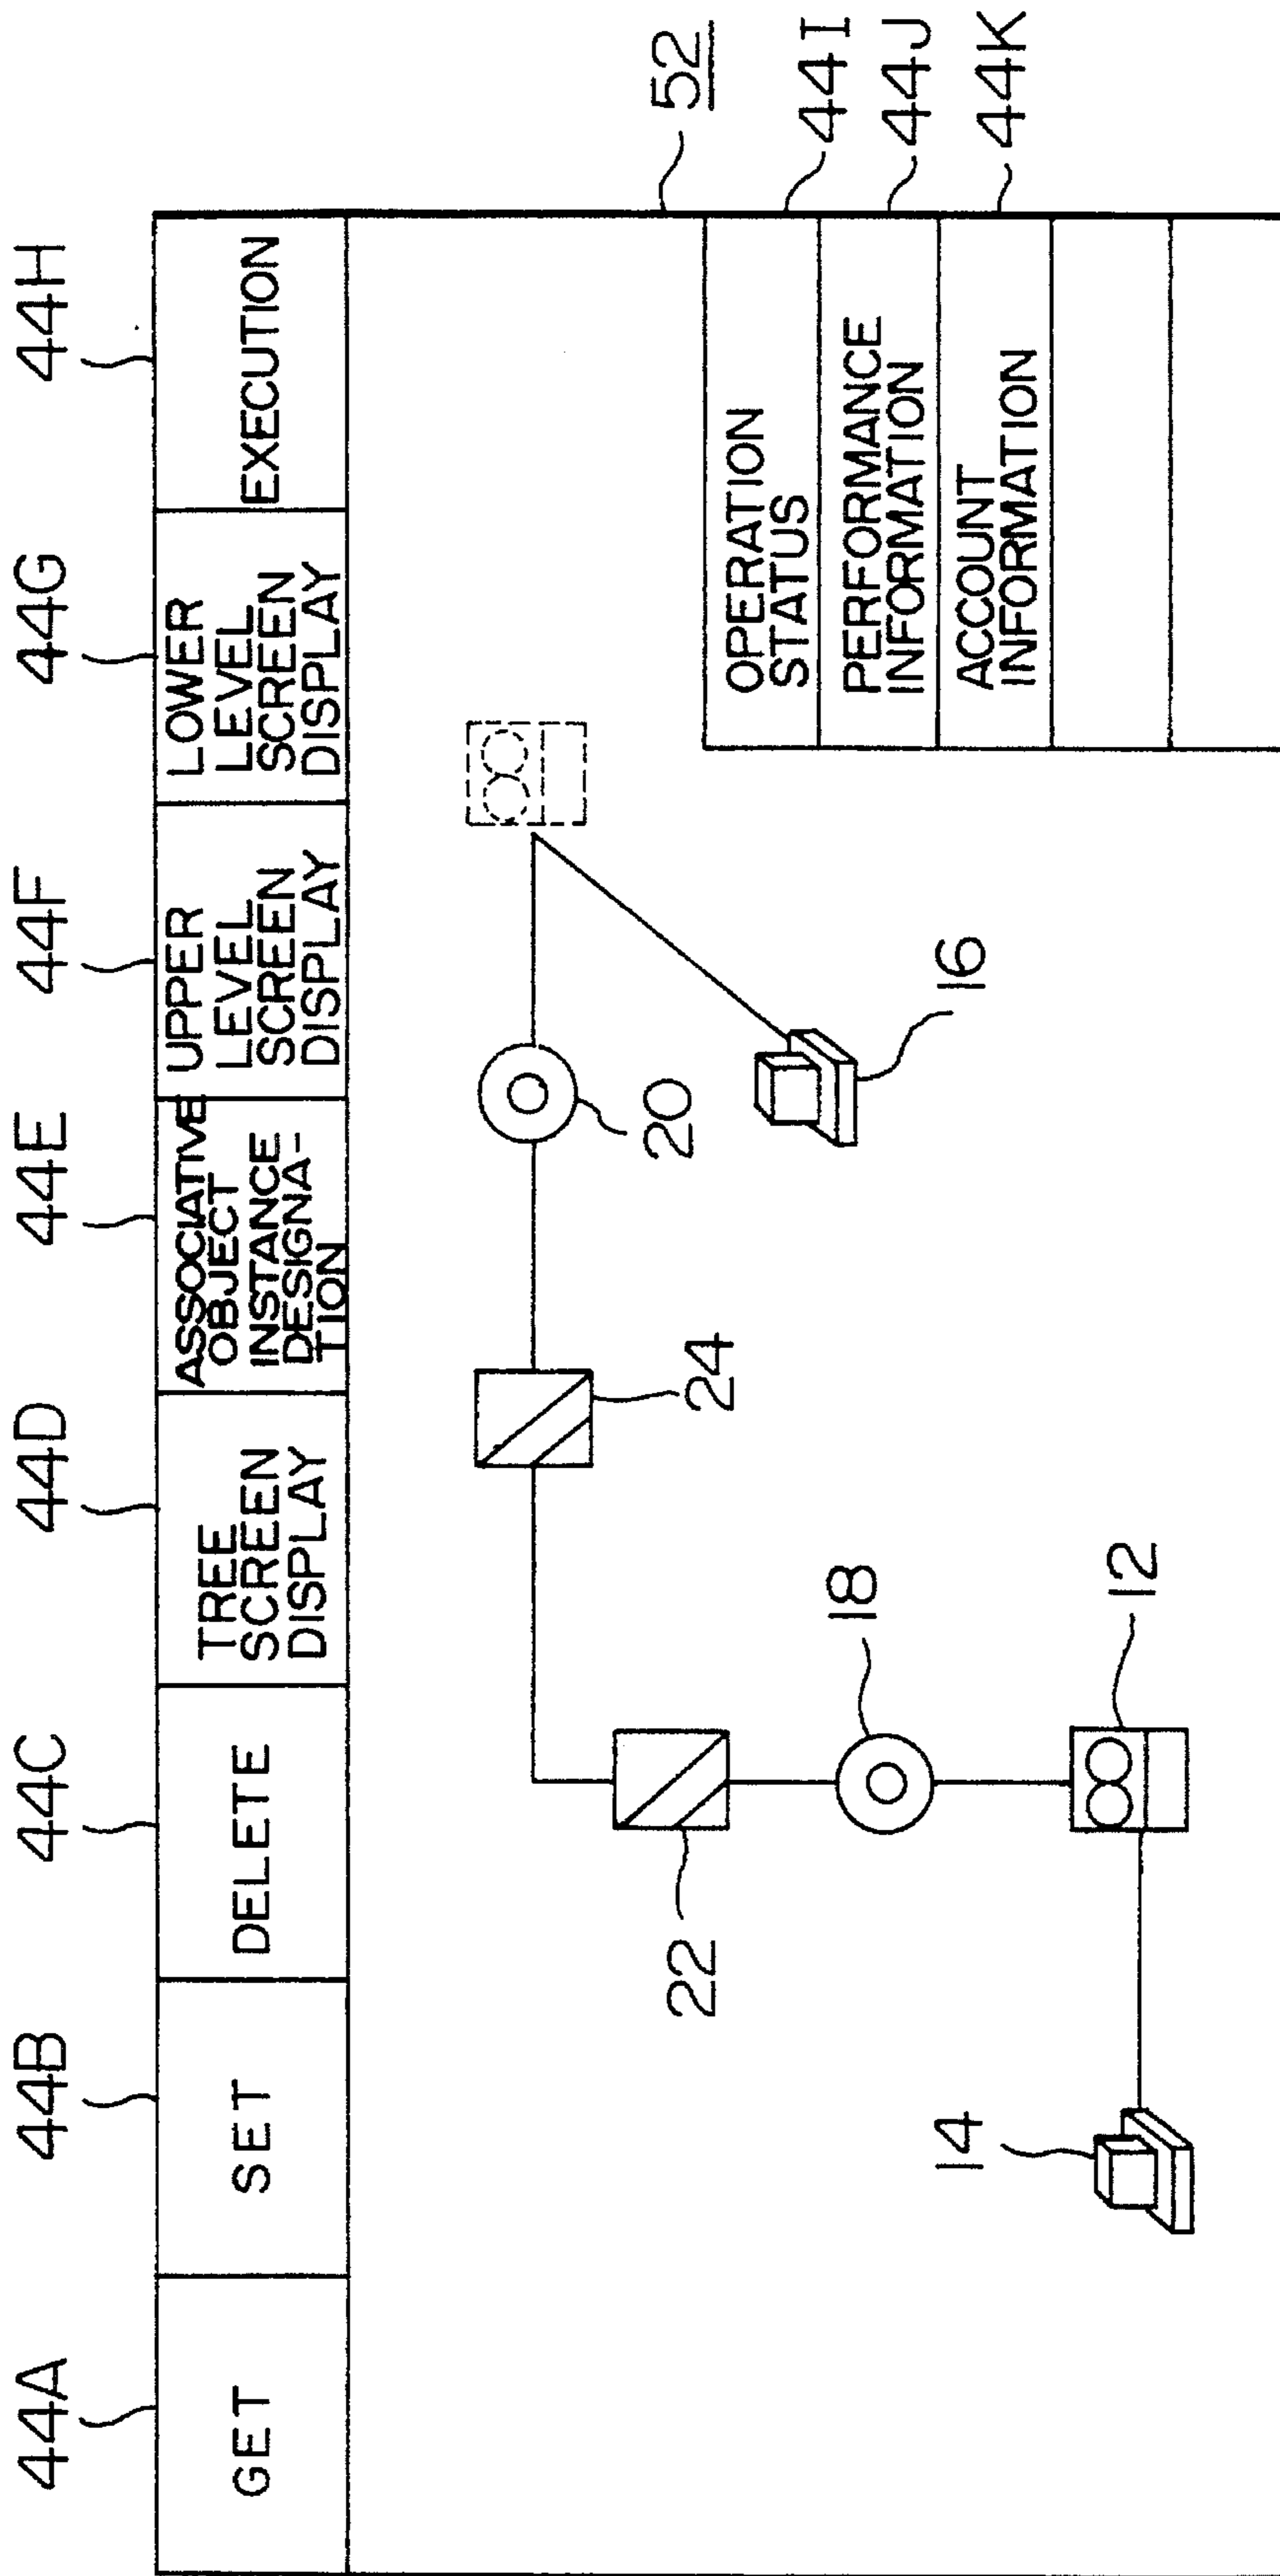 44A
44B
44C
44D
44E
44F
44G
44H
GET
SET
DELETE
TREE
SCREEN
DISPLAY
ASSOCIATIVE
OBJECT
INSTANCE
DESIGNA-
TION
UPPER
LEVEL
SCREEN
DISPLAY
LOWER
LEVEL
SCREEN
DISPLAY
EXECUTION
52
22
24
20
18
16
14
12
OPERATION
STATUS
44I
PERFORMANCE
INFORMATION
44J
ACCOUNT
INFORMATION
44K